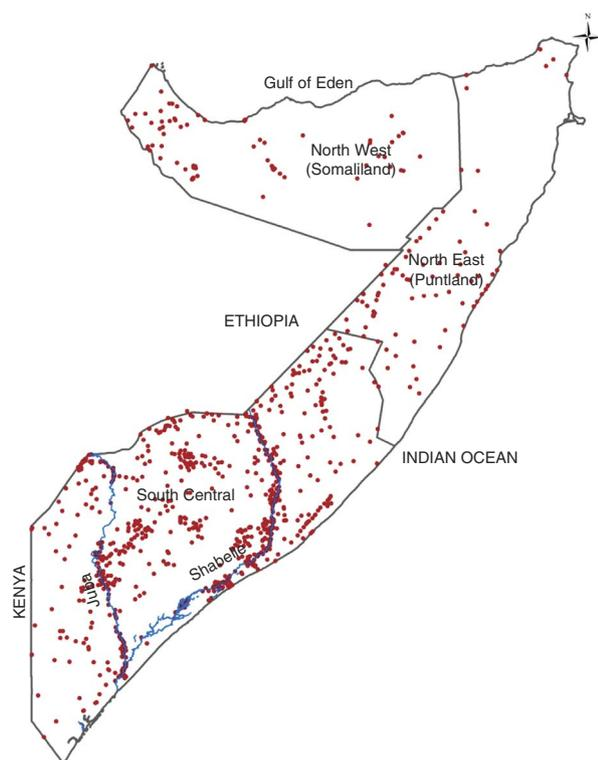 N
Gulf of Eden
North West
(Somaliland)
North East
(Puntland)
ETHIOPIA
INDIAN OCEAN
South Central
Shabelle
Juba
KENYA